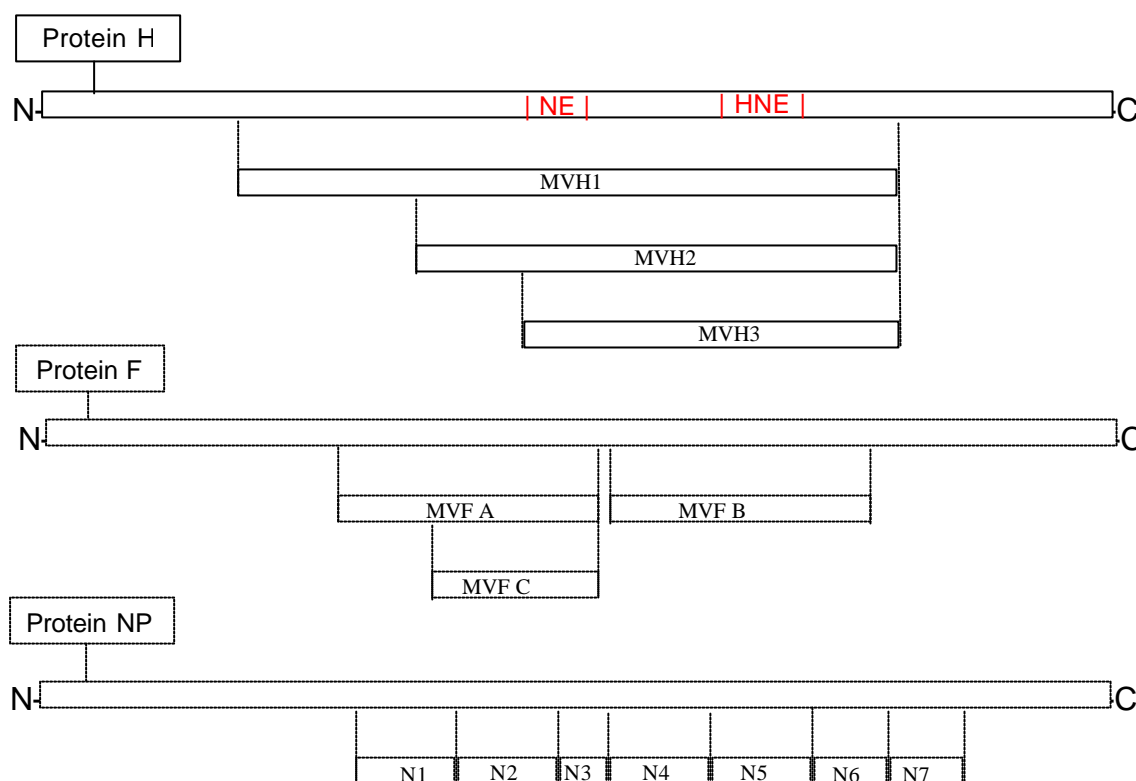 Protein H
N- | NE | | HNE | -C
MVH1
MVH2
MVH3
Protein F
N- -C
MVF A MVF B
MVF C
Protein NP
N- -C
N1 N2 N3 N4 N5 N6 N7